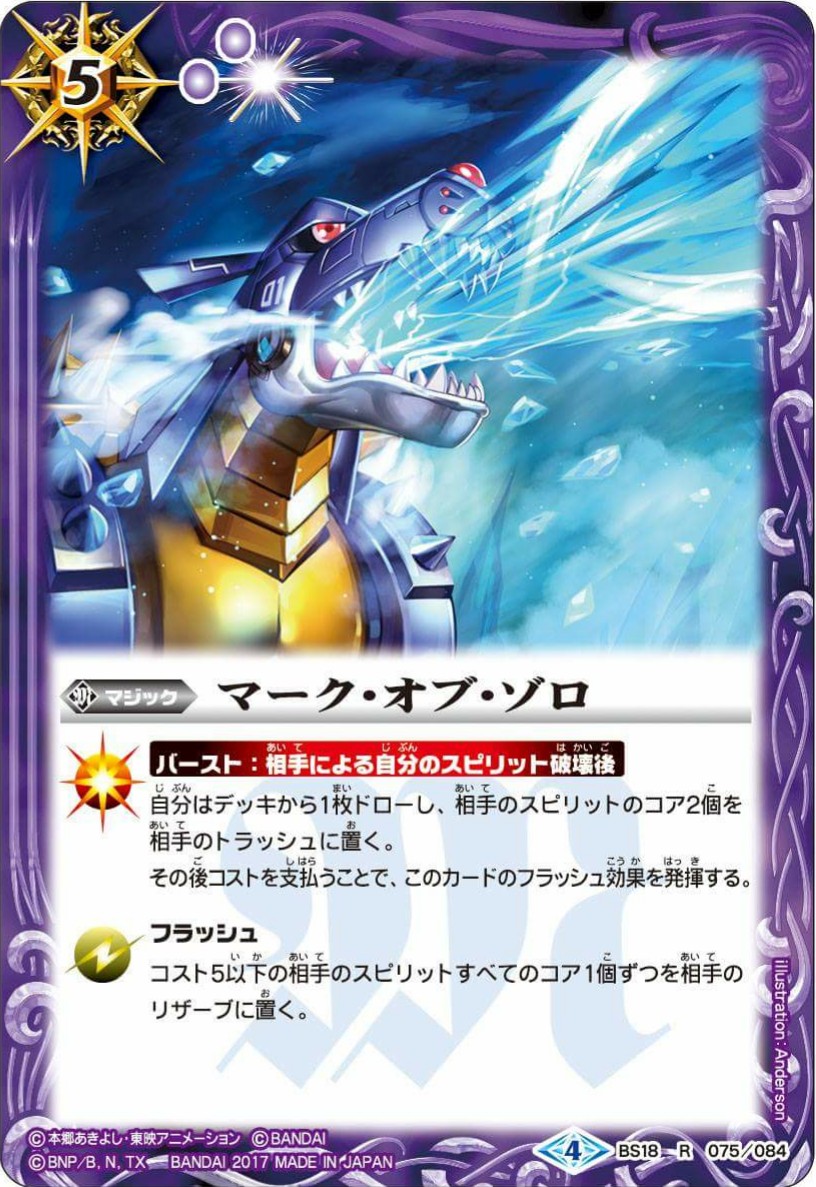 5
01
マジック マーク・オブ・ゾロ
バースト：相手による自分のスピリット破壊後
自分はデッキから1枚ドローし、相手のスピリットのコア2個を
相手のトラッシュに置く。
その後コストを支払うことで、このカードのフラッシュ効果を発揮する。
フラッシュ
コスト5以下の相手のスピリットすべてのコア1個ずつを相手の
リザーブに置く。
illustration:Anderson
©本郷あきよし・東映アニメーション ©BANDAI
©BNP/B, N, TX BANDAI 2017 MADE IN JAPAN
4 BS18 R 075/084